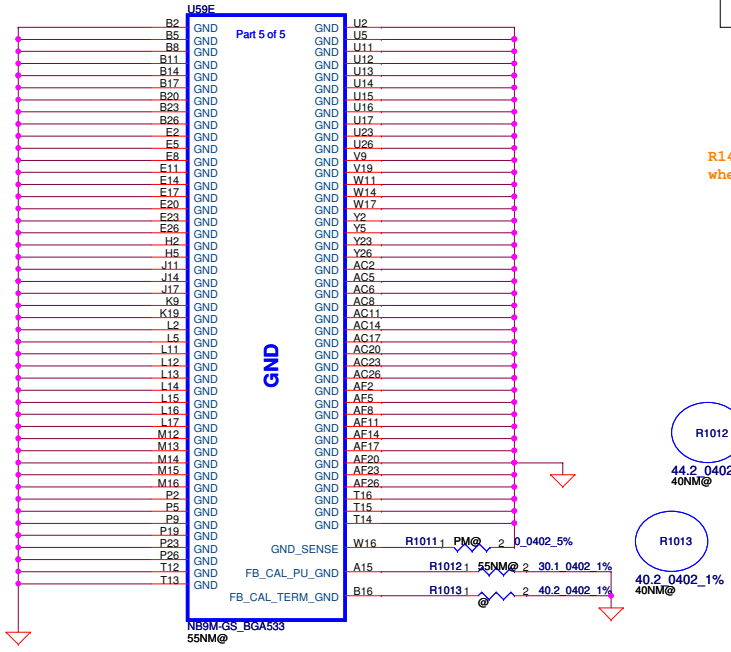 U59E
Part 5 of 5
B2 GND GND U2
B5 GND GND U5
B8 GND GND U11
B11 GND GND U12
B14 GND GND U13
B17 GND GND U14
B20 GND GND U15
B23 GND GND U16
B26 GND GND U17
E2 GND GND U23
E5 GND GND U26
E8 GND GND V9
E11 GND GND V19
E14 GND GND W11
E17 GND GND W14
E20 GND GND W17
E23 GND GND Y2
E26 GND GND Y5
H2 GND GND Y23
H5 GND GND Y26
J11 GND GND AC2
J14 GND GND AC5
J17 GND GND AC6
K9 GND GND AC8
K19 GND GND AC11
L2 GND GND AC14
L5 GND GND AC17
L11 GND GND AC20
L12 GND GND AC23
L13 GND GND AC26
L14 GND GND AF2
L15 GND GND AF5
L16 GND GND AF8
L17 GND GND AF11
M12 GND GND AF14
M13 GND GND AF17
M14 GND GND AF20
M15 GND GND AF23
M16 GND GND AF26
P2 GND GND T16
P5 GND GND T15
P9 GND GND T14
P19 GND
P23 GND GND_SENSE W16 R1011 1 PM@ 2 0_0402_5%
P26 GND
T12 GND FB_CAL_PU_GND A15 R1012 1 55NM@ 2 30.1_0402_1%
T13 GND
FB_CAL_TERM_GND B16 R1013 1 @ 2 40.2_0402_1%
GND
NB9M-GS_BGA533
55NM@
R14
whe
R1012
44.2_0402
40NM@
R1013
40.2_0402_1%
40NM@